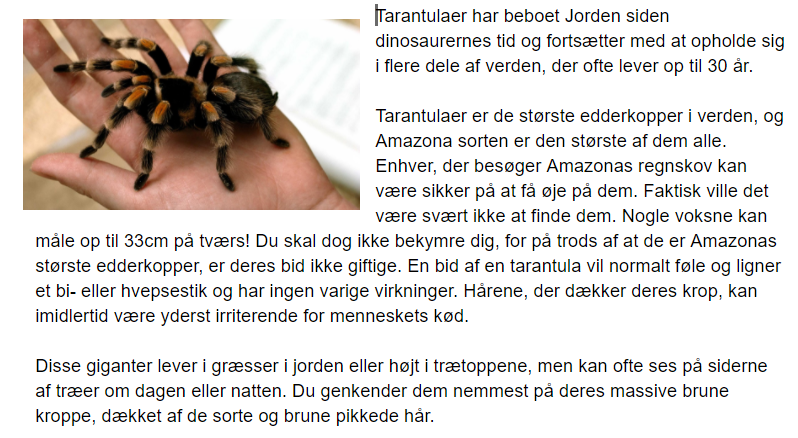 Tarantulaer har beboet Jorden siden
dinosaurernes tid og fortsætter med at opholde sig
i flere dele af verden, der ofte lever op til 30 år.
Tarantulaer er de største edderkopper i verden, og
Amazona sorten er den største af dem alle.
Enhver, der besøger Amazonas regnskov kan
være sikker på at få øje på dem. Faktisk ville det
være svært ikke at finde dem. Nogle voksne kan
måle op til 33cm på tværs! Du skal dog ikke bekymre dig, for på trods af at de er Amazonas
største edderkopper, er deres bid ikke giftige. En bid af en tarantula vil normalt føle og ligner
et bi- eller hvepsestik og har ingen varige virkninger. Hårene, der dækker deres krop, kan
imidlertid være yderst irriterende for menneskets kød.
Disse giganter lever i græsser i jorden eller højt i trætoppene, men kan ofte ses på siderne
af træer om dagen eller natten. Du genkender dem nemmest på deres massive brune
kroppe, dækket af de sorte og brune pikkede hår.